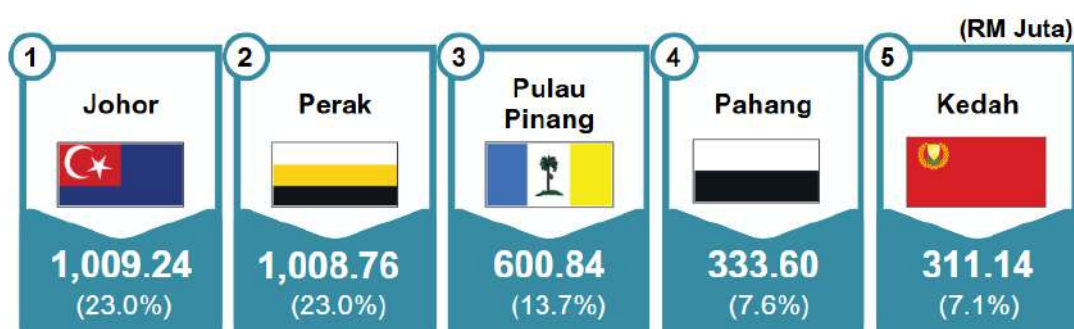 (RM Juta)
1
Johor
1,009.24
(23.0%)
2
Perak
1,008.76
(23.0%)
3
Pulau
Pinang
600.84
(13.7%)
4
Pahang
333.60
(7.6%)
5
Kedah
311.14
(7.1%)